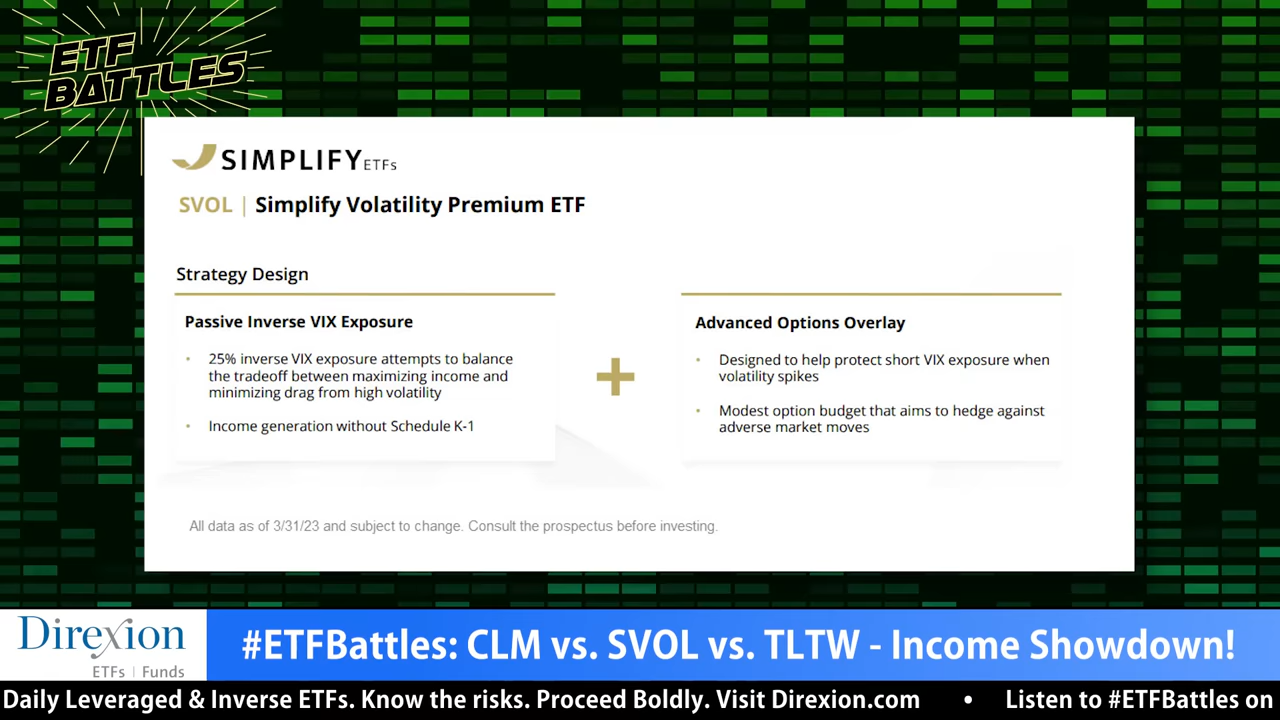 ETF
BATTLES
SIMPLIFY ETFs
SVOL | Simplify Volatility Premium ETF
Strategy Design
Passive Inverse VIX Exposure
• 25% inverse VIX exposure attempts to balance
the tradeoff between maximizing income and
minimizing drag from high volatility
• Income generation without Schedule K-1
+
Advanced Options Overlay
• Designed to help protect short VIX exposure when
volatility spikes
• Modest option budget that aims to hedge against
adverse market moves
All data as of 3/31/23 and subject to change. Consult the prospectus before investing.
Direxion
ETFs | Funds
#ETFBattles: CLM vs. SVOL vs. TLTW - Income Showdown!
Daily Leveraged & Inverse ETFs. Know the risks. Proceed Boldly. Visit Direxion.com • Listen to #ETFBattles on